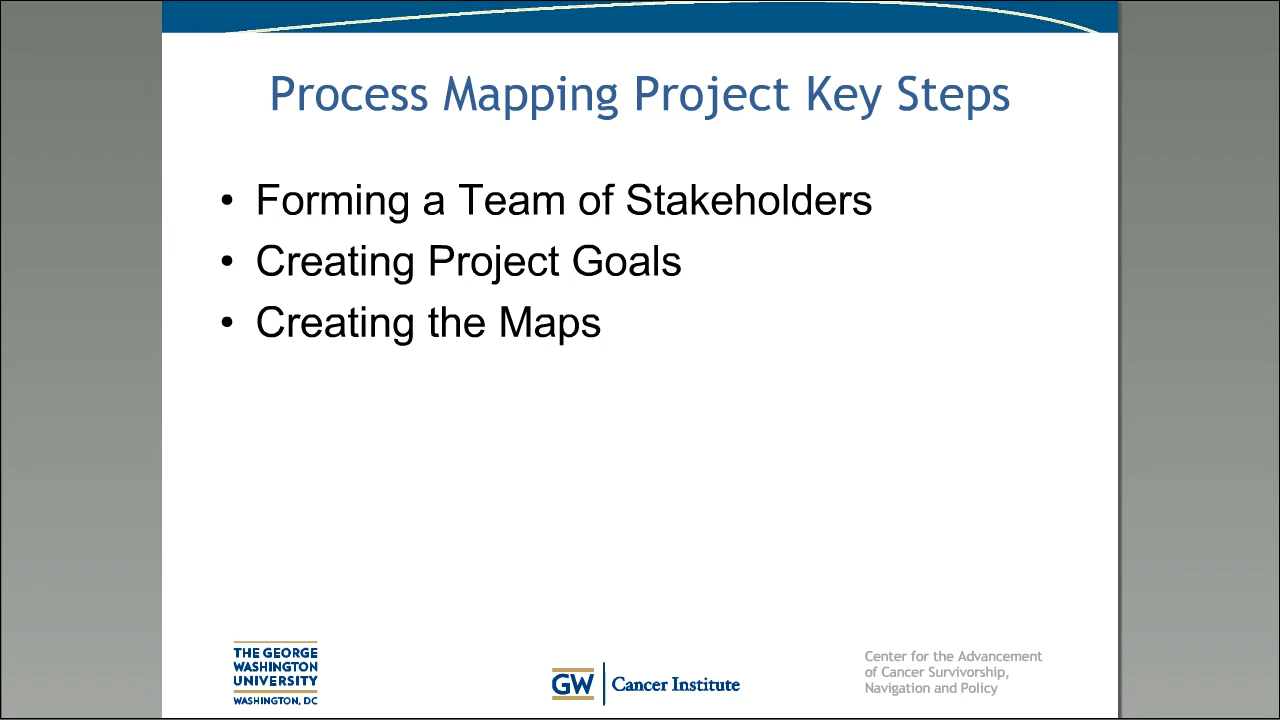 Process Mapping Project Key Steps
• Forming a Team of Stakeholders
• Creating Project Goals
• Creating the Maps
THE GEORGE
WASHINGTON
UNIVERSITY
WASHINGTON, DC
GW Cancer Institute
Center for the Advancement
of Cancer Survivorship,
Navigation and Policy